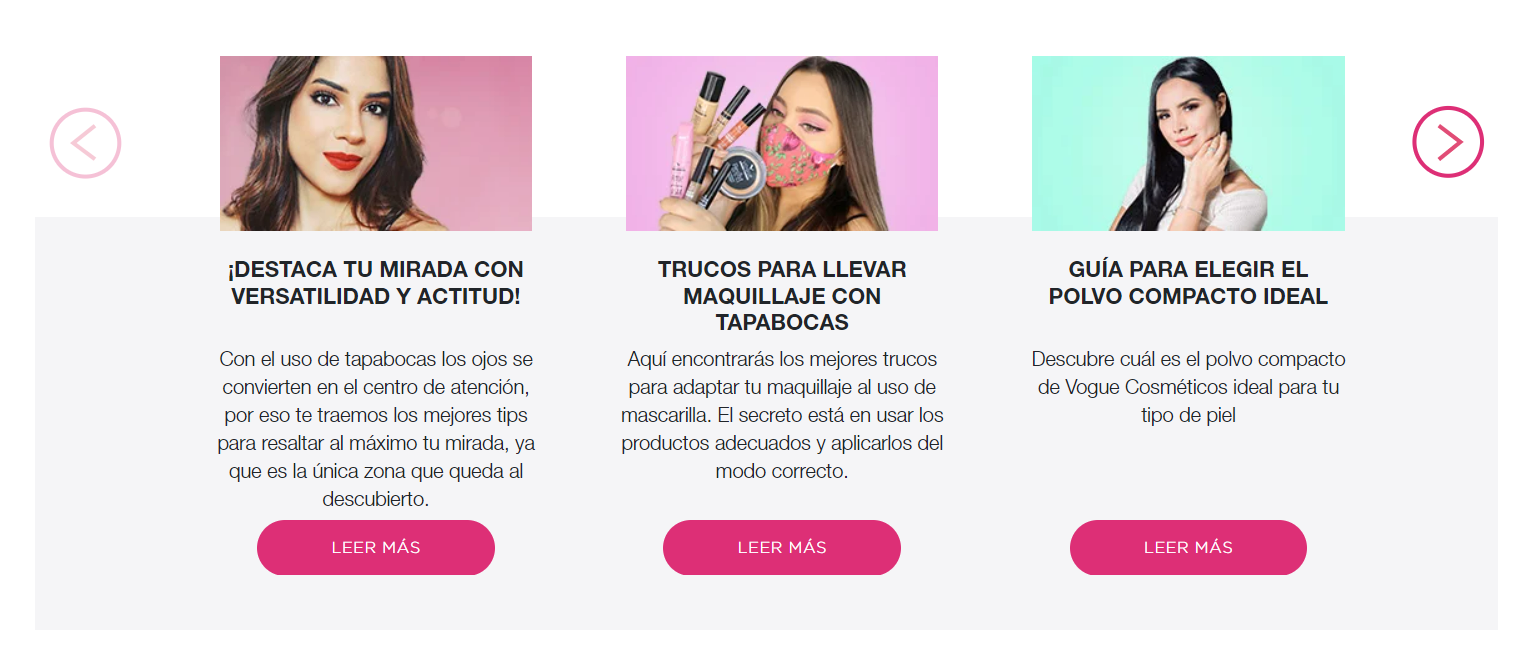 ¡DESTACA TU MIRADA CON
VERSATILIDAD Y ACTITUD!
Con el uso de tapabocas los ojos se
convierten en el centro de atención,
por eso te traemos los mejores tips
para resaltar al máximo tu mirada, ya
que es la única zona que queda al
descubierto.
LEER MÁS
TRUCOS PARA LLEVAR
MAQUILLAJE CON
TAPABOCAS
Aquí encontrarás los mejores trucos
para adaptar tu maquillaje al uso de
mascarilla. El secreto está en usar los
productos adecuados y aplicarlos del
modo correcto.
LEER MÁS
GUÍA PARA ELEGIR EL
POLVO COMPACTO IDEAL
Descubre cuál es el polvo compacto
de Vogue Cosméticos ideal para tu
tipo de piel
LEER MÁS